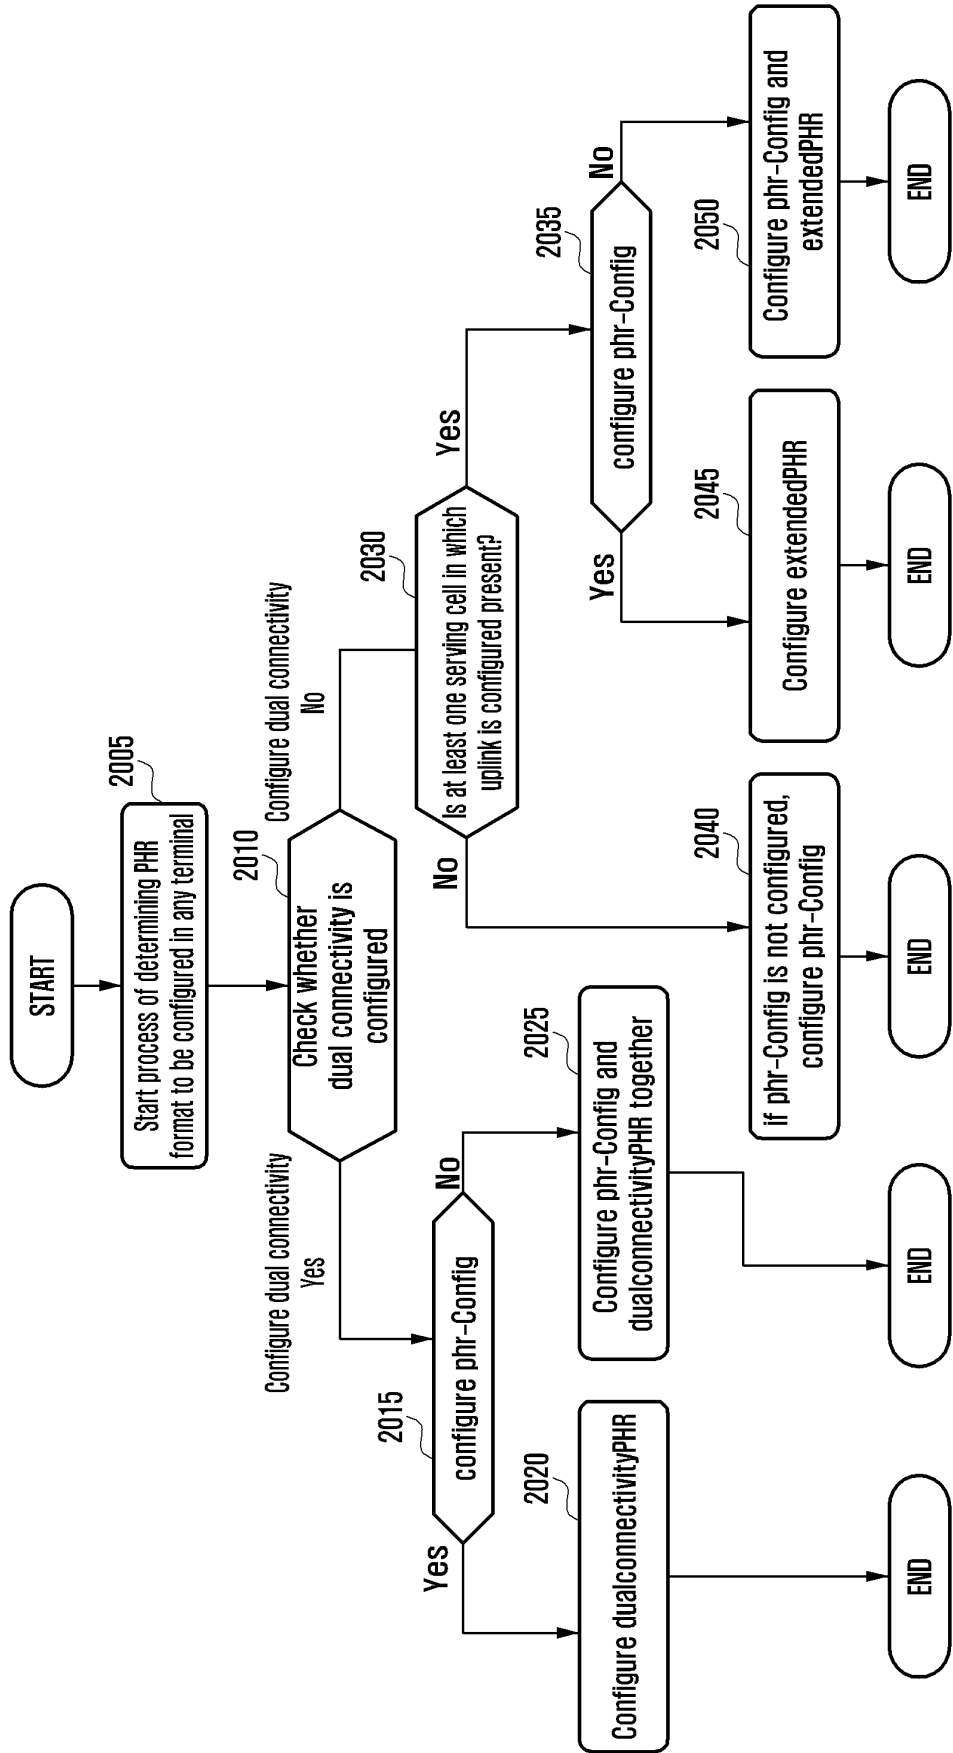 START
2005
Start process of determining PHR
format to be configured in any terminal
2010
Check whether
dual connectivity is
configured
Configure dual connectivity
Yes
Configure dual connectivity
No
2015
configure phr-Config
Yes
No
2020
Configure dualconnectivityPHR
2025
Configure phr-Config and
dualconnectivityPHR together
2030
Is at least one serving cell in which
uplink is configured present?
No
Yes
2035
configure phr-Config
Yes
No
2040
if phr-Config is not configured,
configure phr-Config
2045
Configure extendedPHR
2050
Configure phr-Config and
extendedPHR
END
END
END
END
END